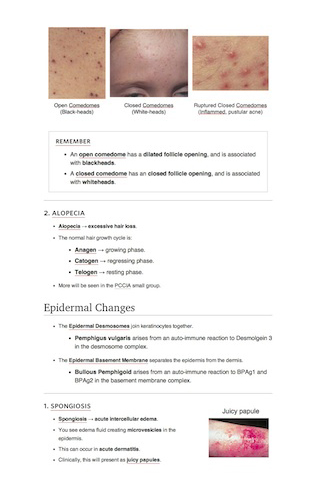 Open Comedomes
(Black-heads)
Closed Comedomes
(White-heads)
Ruptured Closed Comedomes
(Inflammed, pustular acne)
REMEMBER
An open comedome has a dilated follicle opening, and is associated
with blackheads.
A closed comedome has an closed follicle opening, and is associated
with whiteheads.
2. ALOPECIA
Alopecia → excessive hair loss.
The normal hair growth cycle is:
Anagen → growing phase.
Catogen → regressing phase.
Telogen → resting phase.
More will be seen in the PCCIA small group.
Epidermal Changes
The Epidermal Desmosomes join keratinocytes together.
Pemphigus vulgaris arises from an auto-immune reaction to Desmolgein 3
in the desmosome complex.
The Epidermal Basement Membrane separates the epidermis from the dermis.
Bullous Pemphigoid arises from an auto-immune reaction to BPAg1 and
BPAg2 in the basement membrane complex.
1. SPONGIOSIS
Spongiosis → acute intercellular edema.
You see edema fluid creating microvesicles in the
epidermis.
This can occur in acute dermatitis.
Clinically, this will present as juicy papules.
Juicy papule